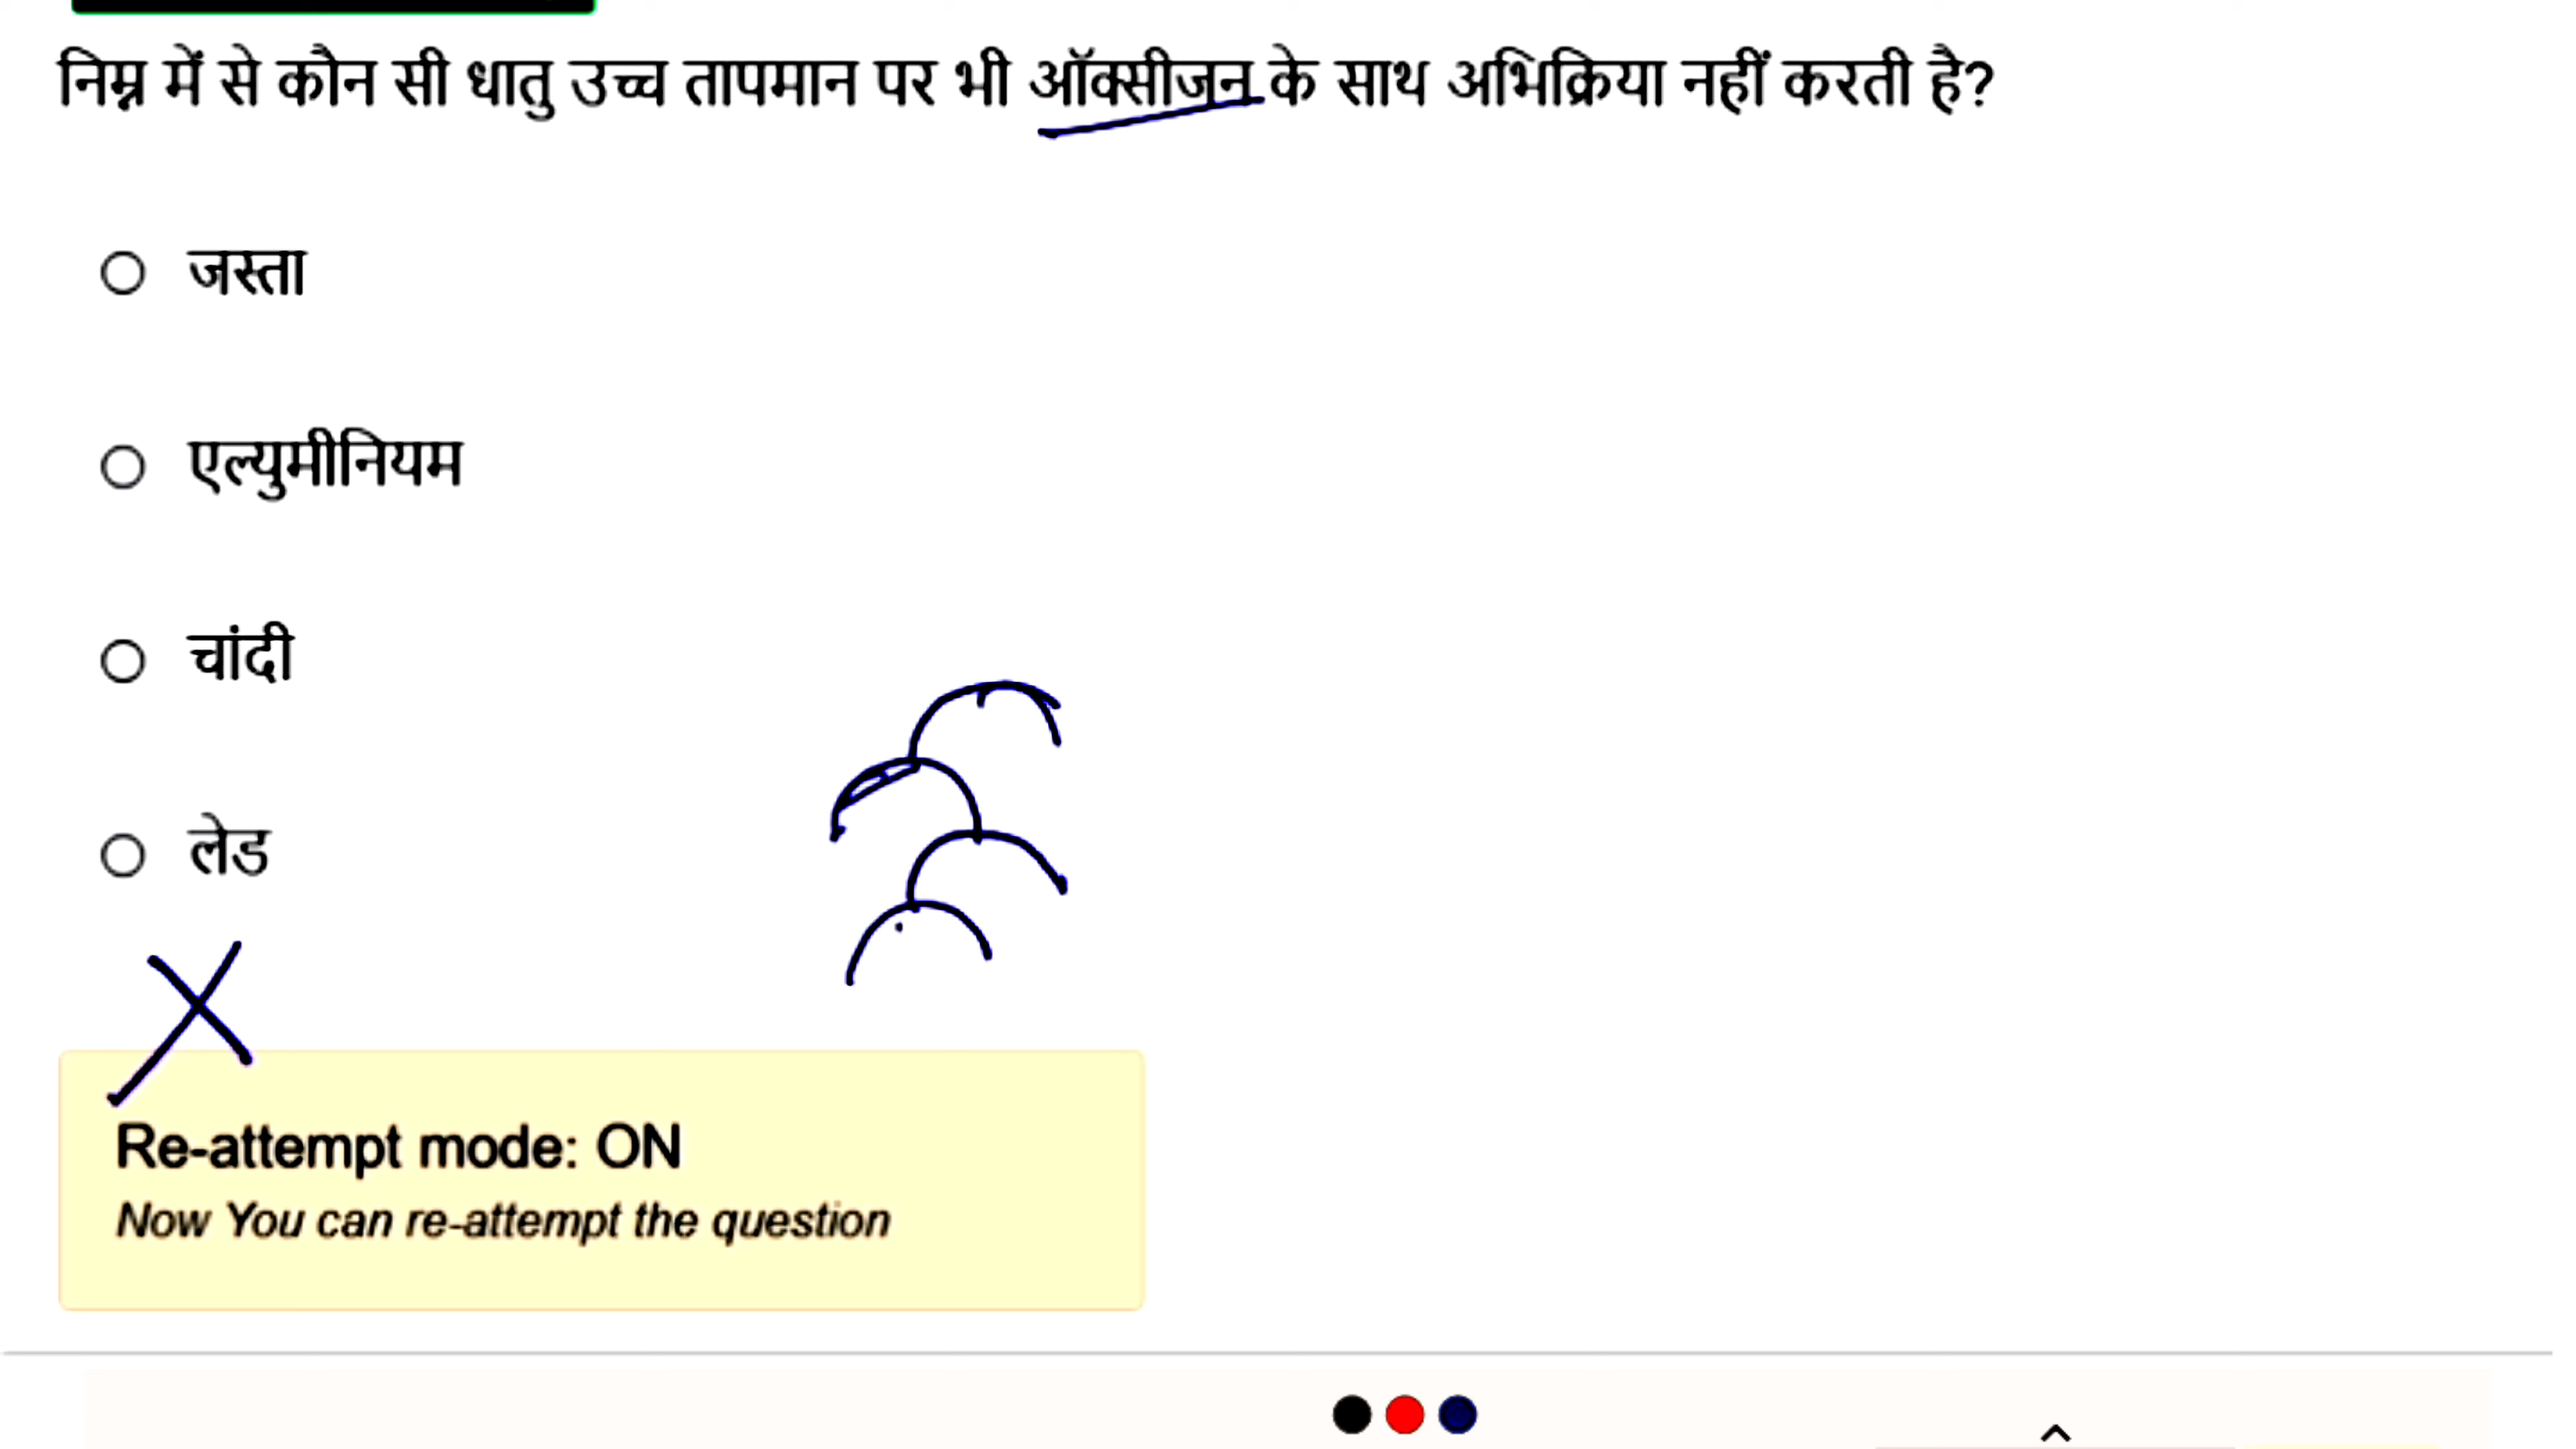 निम्न में से कौन सी धातु उच्च तापमान पर भी ऑक्सीजन के साथ अभिक्रिया नहीं करती है?
जस्ता
एल्युमीनियम
चांदी
लेड
Re-attempt mode: ON
Now You can re-attempt the question